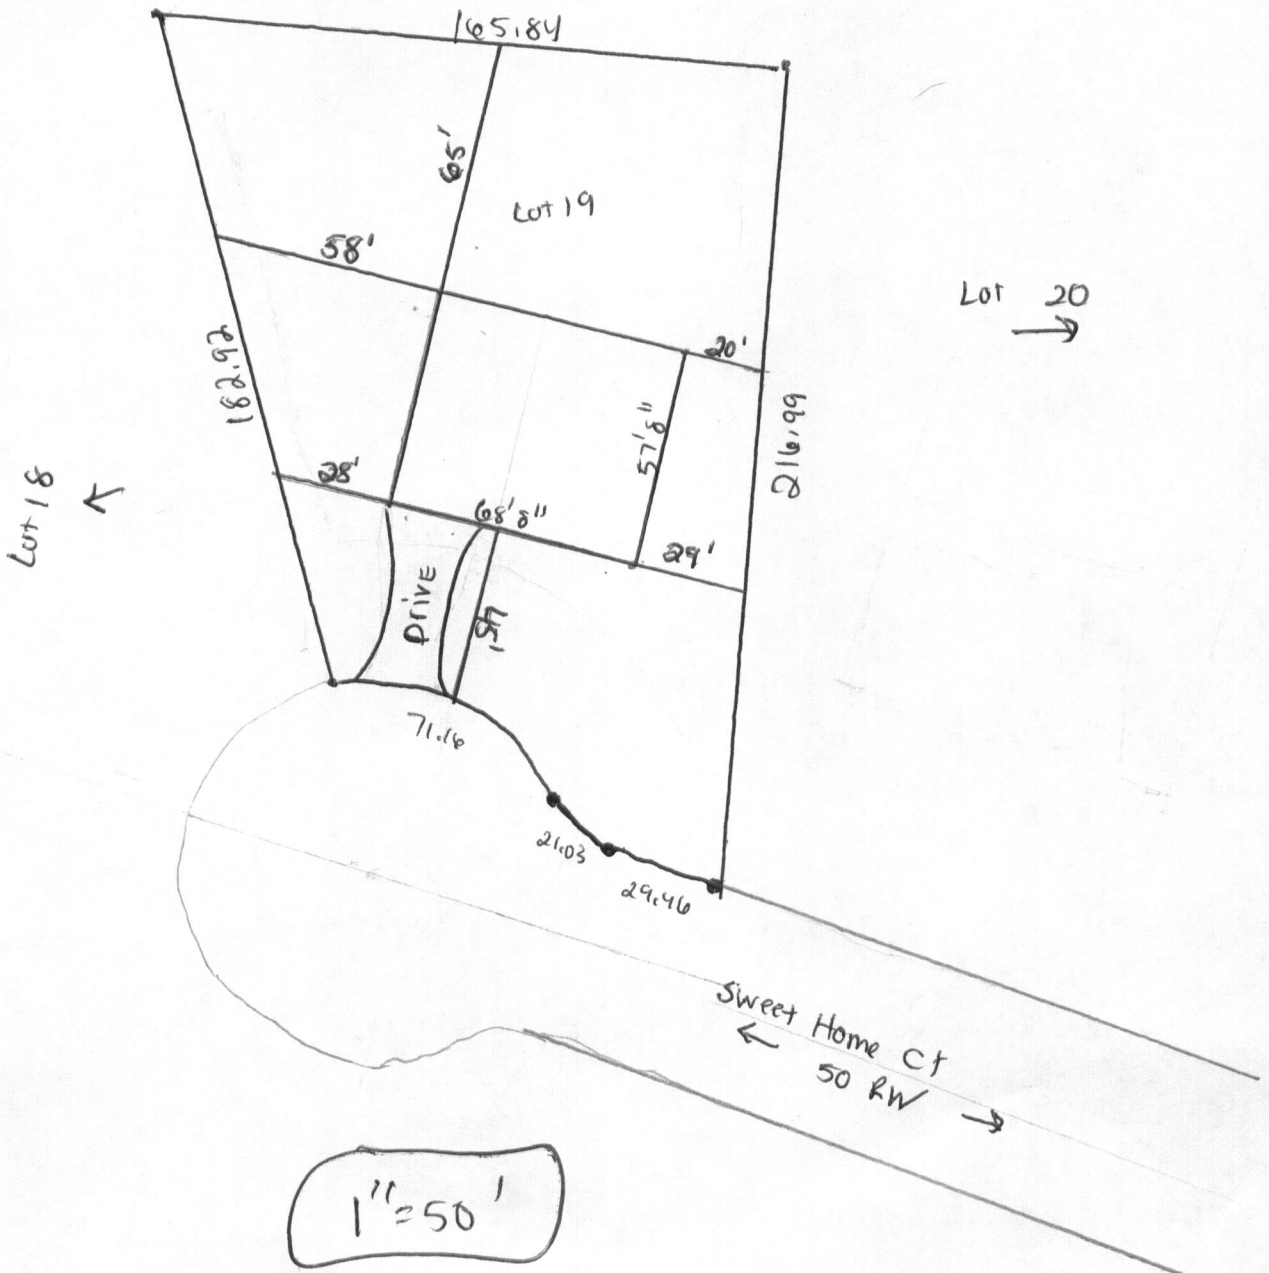 165.84
65'
Lot 19
58'
Lot 20
20'
182.92
57'8"
216.99
Lot 18
28'
68'8"
29'
Drive
45'
71.16
21.03
29.46
Sweet Home Ct
50 RW
1"=50'